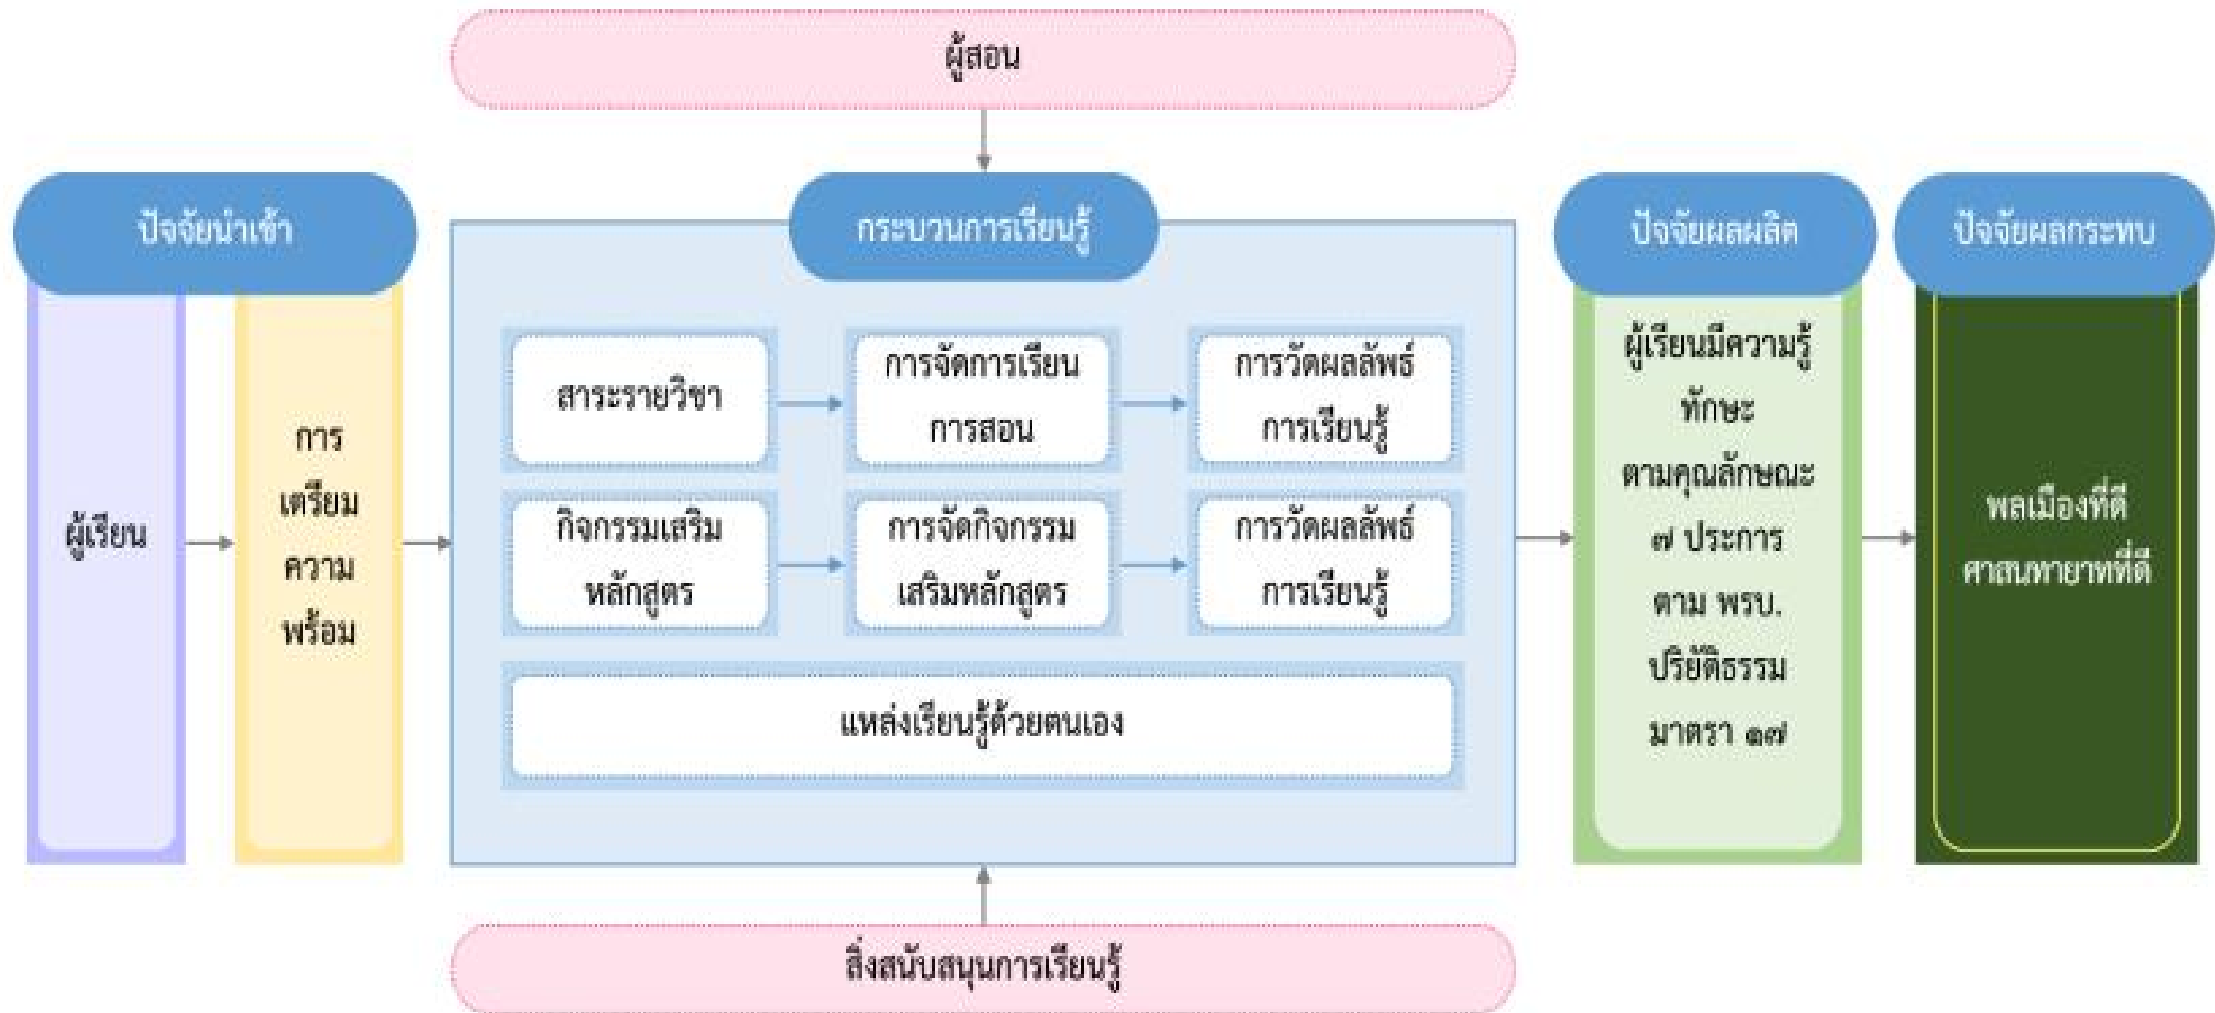 ผู้สอน
ปัจจัยนำเข้า
กระบวนการเรียนรู้
ปัจจัยผลผลิต
ปัจจัยผลกระทบ
ผู้เรียน
การ
เตรียม
ความ
พร้อม
สาระรายวิชา
การจัดการเรียน
การสอน
การวัดผลลัพธ์
การเรียนรู้
กิจกรรมเสริม
หลักสูตร
การจัดกิจกรรม
เสริมหลักสูตร
การวัดผลลัพธ์
การเรียนรู้
แหล่งเรียนรู้ด้วยตนเอง
ผู้เรียนมีความรู้
ทักษะ
ตามคุณลักษณะ
๗ ประการ
ตาม พรบ.
ปริยัติธรรม
มาตรา ๑๗
พลเมืองที่ดี
ศาสนทายาทที่ดี
สิ่งสนับสนุนการเรียนรู้